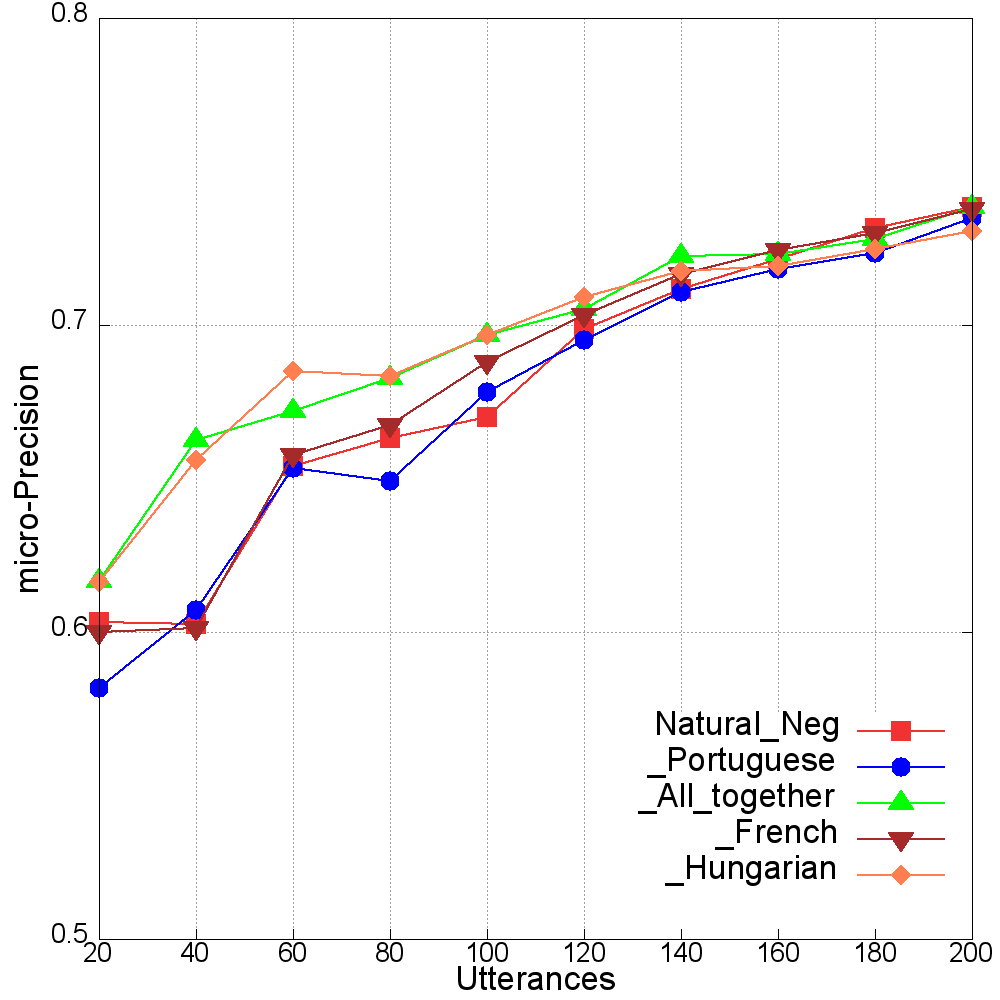 0.8
0.7
0.6
0.5
micro-Precision
Natural_Neg
_Portuguese
_All_together
_French
_Hungarian
20 40 60 80 100 120 140 160 180 200
Utterances